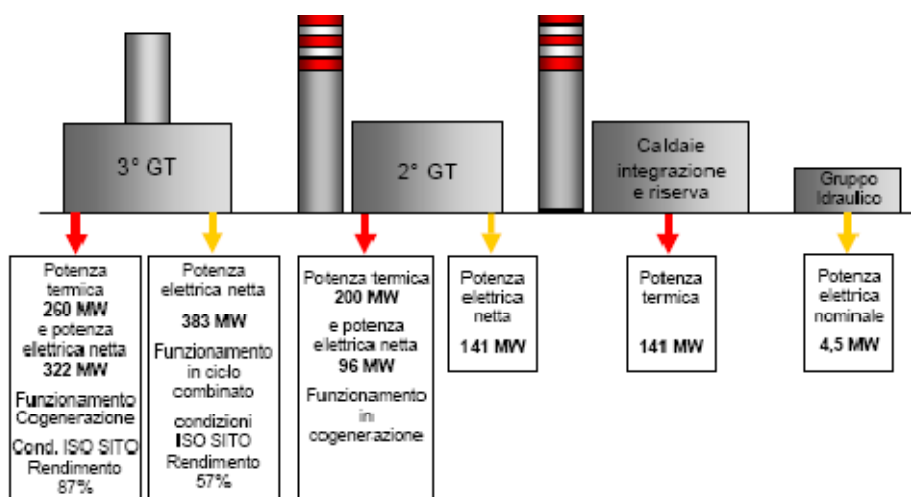 3° GT
2° GT
Caldaie
integrazione
e riserva
Gruppo
Idraulico
Potenza
termica
260 MW
e potenza
elettrica netta
322 MW
Funzionamento
Cogenerazione
Cond. ISO SITO
Rendimento
87%
Potenza
elettrica netta
383 MW
Funzionamento
in ciclo
combinato
condizioni
ISO SITO
Rendimento
57%
Potenza termica
200 MW
e potenza
elettrica netta
96 MW
Funzionamento
in
cogenerazione
Potenza
elettrica
netta
141 MW
Potenza
termica
141 MW
Potenza
elettrica
nominale
4,5 MW